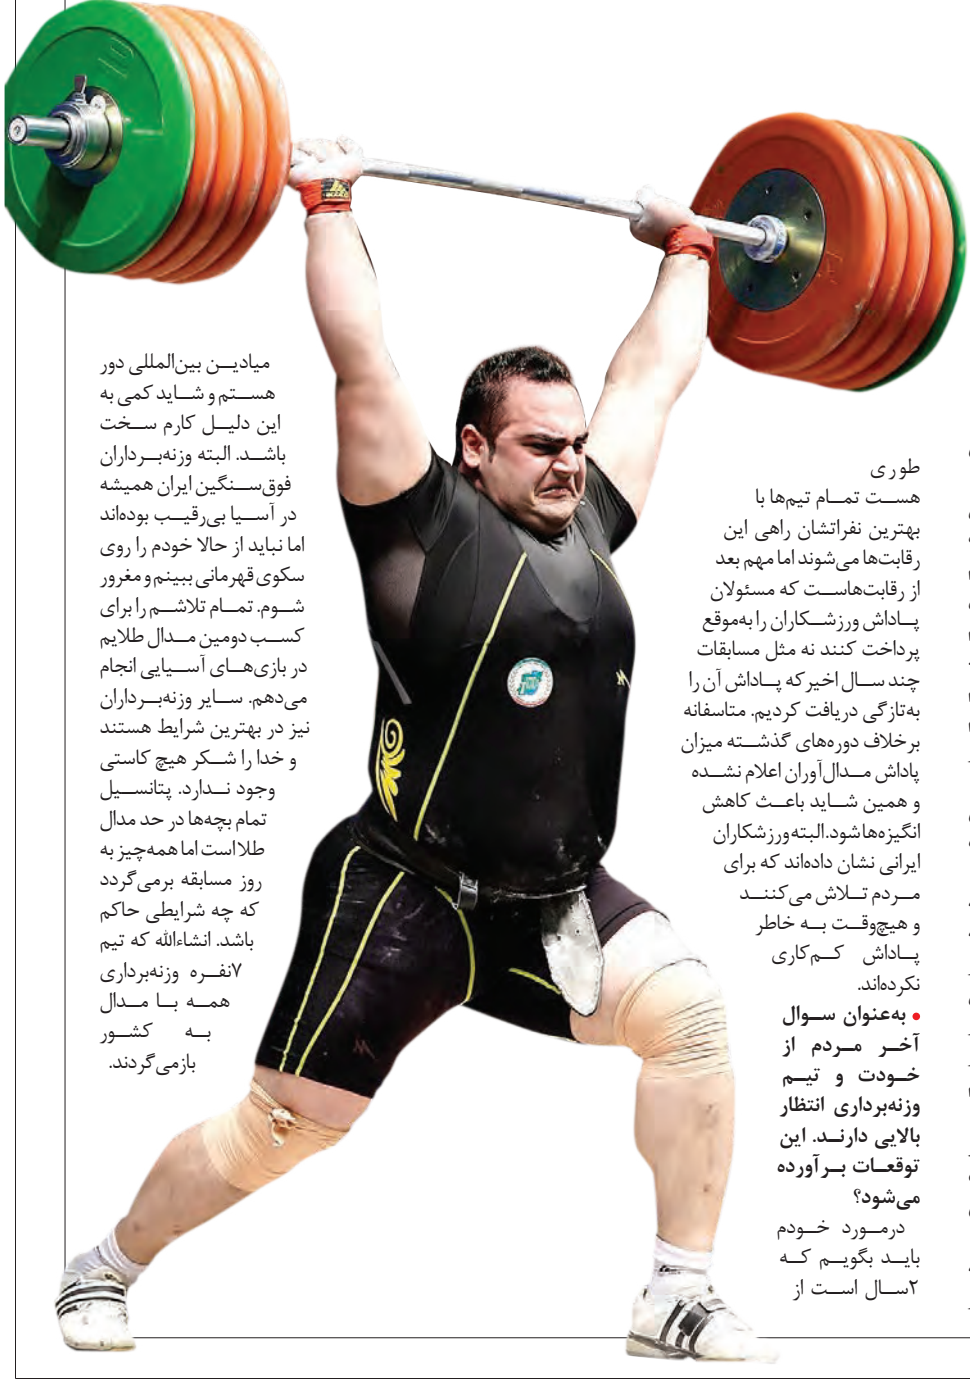 طوری
هست تمام تیم‌ها با
بهترین نفراتشان راهی این
رقابت‌ها می‌شوند اما مهم بعد
از رقابت‌هاست که مسئولان
پاداش ورزشکاران را به‌موقع
پرداخت کنند نه مثل مسابقات
چند سال اخیر که پاداش آن را
به‌تازگی دریافت کردیم. متاسفانه
برخلاف دوره‌های گذشته میزان
پاداش مدال‌آوران اعلام نشده
و همین شاید باعث کاهش
انگیزه‌ها شود. البته ورزشکاران
ایرانی نشان داده‌اند که برای
مردم تلاش می‌کنند
و هیچ‌وقت به خاطر
پاداش کم‌کاری
نکرده‌اند.
• به‌عنوان سوال
آخر مردم از
خودت و تیم
وزنه‌برداری انتظار
بالایی دارند. این
توقعات برآورده
می‌شود؟
درمورد خودم
باید بگویم که
۲سال است از
میادین بین‌المللی دور
هستم و شاید کمی به
این دلیل کارم سخت
باشد. البته وزنه‌برداران
فوق‌سنگین ایران همیشه
در آسیا بی‌رقیب بوده‌اند
اما نباید از حالا خودم را روی
سکوی قهرمانی ببینم و مغرور
شوم. تمام تلاشم را برای
کسب دومین مدال طلایم
در بازی‌های آسیایی انجام
می‌دهم. سایر وزنه‌برداران
نیز در بهترین شرایط هستند
و خدا را شکر هیچ کاستی
وجود ندارد. پتانسیل
تمام بچه‌ها در حد مدال
طلا است اما همه‌چیز به
روز مسابقه برمی‌گردد
که چه شرایطی حاکم
باشد. انشاءالله که تیم
۷نفره وزنه‌برداری
همه با مدال
به کشور
بازمی‌گردند.